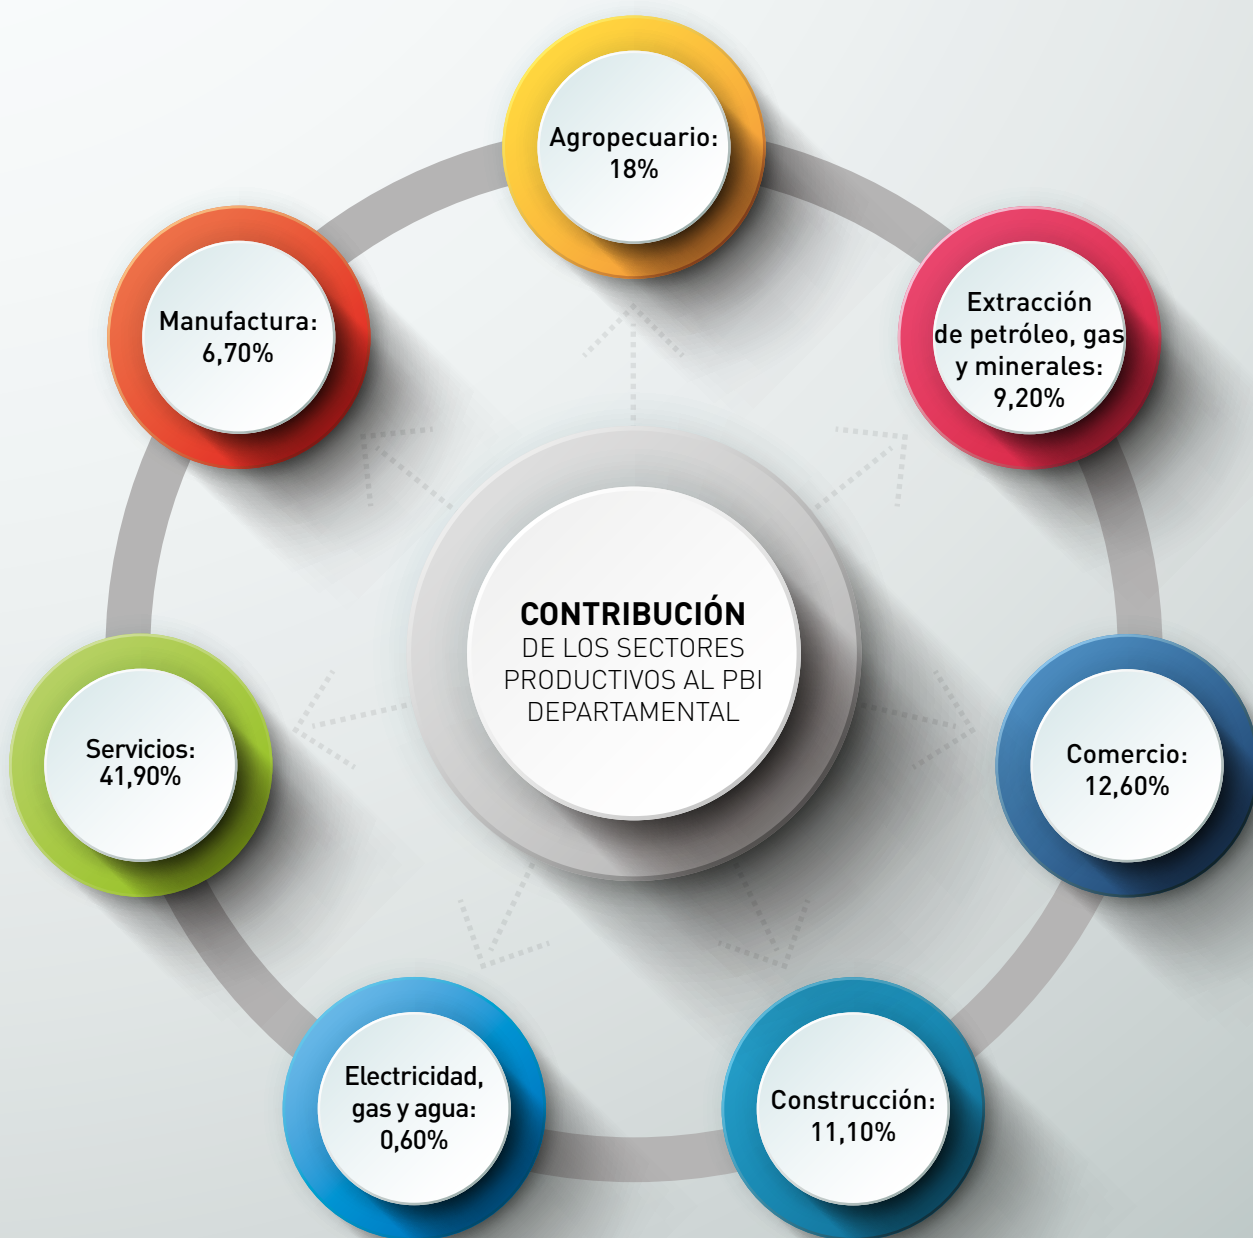 Agropecuario:
18%
Extracción
de petróleo, gas
y minerales:
9,20%
Manufactura:
6,70%
CONTRIBUCIÓN
DE LOS SECTORES
PRODUCTIVOS AL PBI
DEPARTAMENTAL
Servicios:
41,90%
Comercio:
12,60%
Electricidad,
gas y agua:
0,60%
Construcción:
11,10%